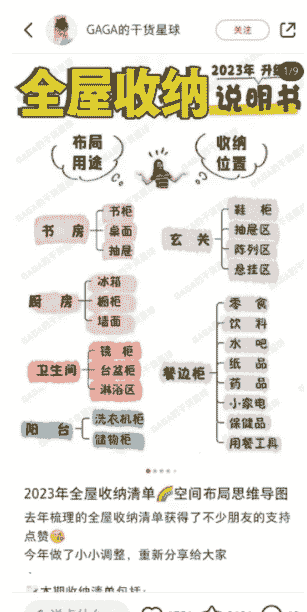 GAGA的干货星球
关注
2023年 升级
1/9
全屋收纳
说明书
布局
用途
收纳
位置
书房
书柜
桌面
抽屉
厨房
冰箱
橱柜
墙面
卫生间
镜柜
台盆柜
淋浴区
阳台
洗衣机柜
储物柜
玄关
鞋柜
抽屉区
陈列区
悬挂区
餐边柜
零食
饮料
水吧
纸品
药品
小家电
保健品
用餐工具
2023年全屋收纳清单🌈空间布局思维导图
去年梳理的全屋收纳清单获得了不少朋友的支持
点赞😘
今年做了小小调整，重新分享给大家